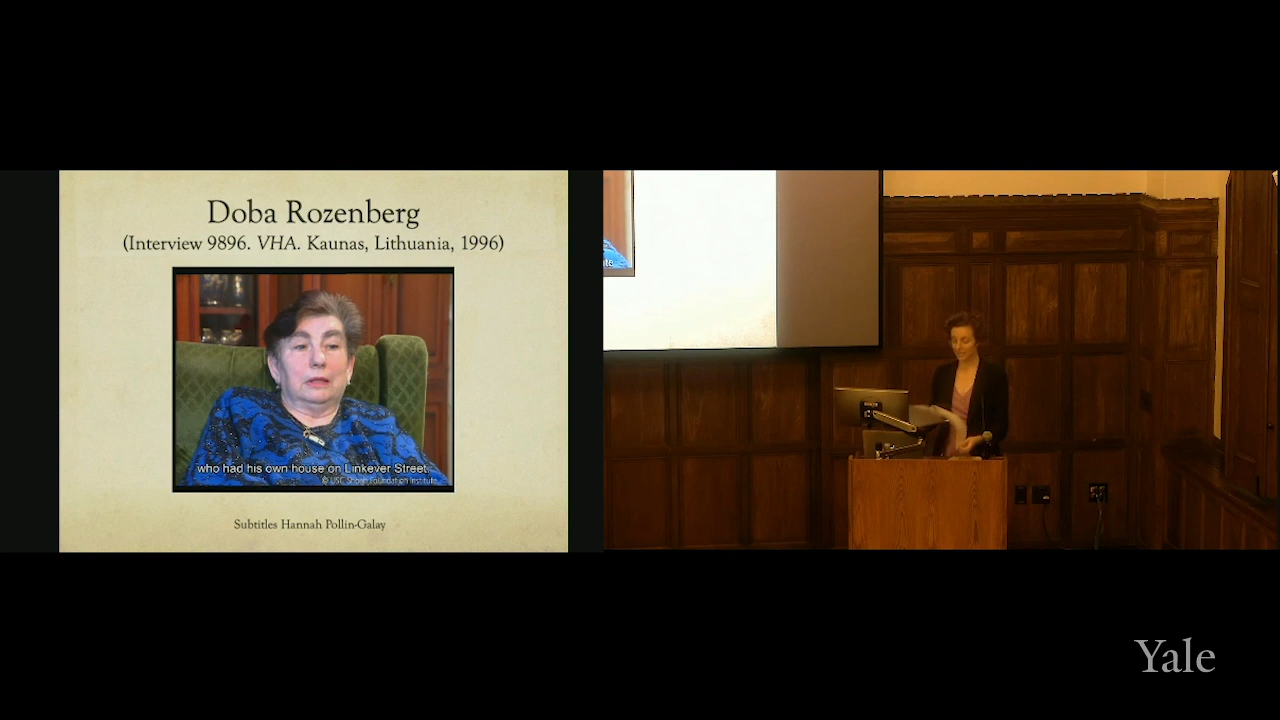 Doba Rozenberg
(Interview 9896. VHA. Kaunas, Lithuania, 1996)
who had his own house on Linkever Street.
© USC Shoah Foundation Institute
Subtitles Hannah Pollin-Galay
Yale